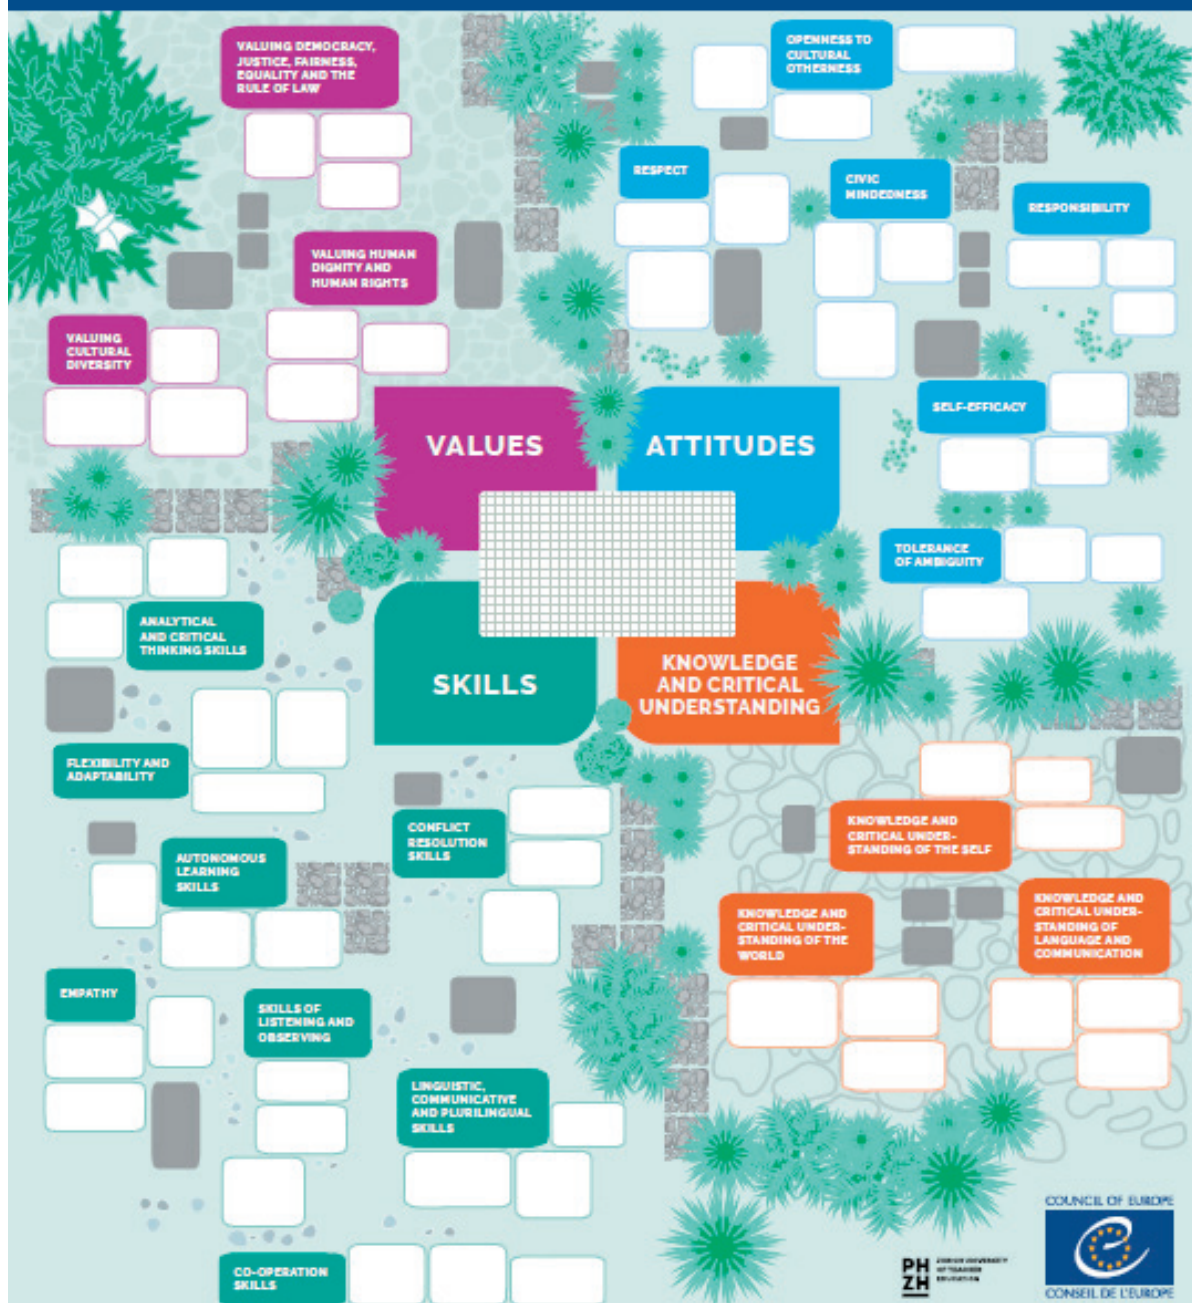 VALUING DEMOCRACY,
JUSTICE, FAIRNESS,
EQUALITY AND THE
RULE OF LAW
OPENNESS TO
CULTURAL
OTHERNESS
RESPECT
CIVIC
MINDEDNESS
RESPONSIBILITY
VALUING HUMAN
DIGNITY AND
HUMAN RIGHTS
VALUING
CULTURAL
DIVERSITY
SELF-EFFICACY
VALUES
ATTITUDES
TOLERANCE
OF AMBIGUITY
ANALYTICAL
AND CRITICAL
THINKING SKILLS
SKILLS
KNOWLEDGE
AND CRITICAL
UNDERSTANDING
FLEXIBILITY AND
ADAPTABILITY
CONFLICT
RESOLUTION
SKILLS
KNOWLEDGE AND
CRITICAL UNDER-
STANDING OF THE SELF
AUTONOMOUS
LEARNING
SKILLS
KNOWLEDGE AND
CRITICAL UNDER-
STANDING OF THE
WORLD
KNOWLEDGE AND
CRITICAL UNDER-
STANDING OF
LANGUAGE AND
COMMUNICATION
EMPATHY
SKILLS OF
LISTENING AND
OBSERVING
LINGUISTIC,
COMMUNICATIVE
AND PLURILINGUAL
SKILLS
CO-OPERATION
SKILLS
PH
ZH
ZURICH UNIVERSITY
OF TEACHER
EDUCATION
COUNCIL OF EUROPE
CONSEIL DE L'EUROPE